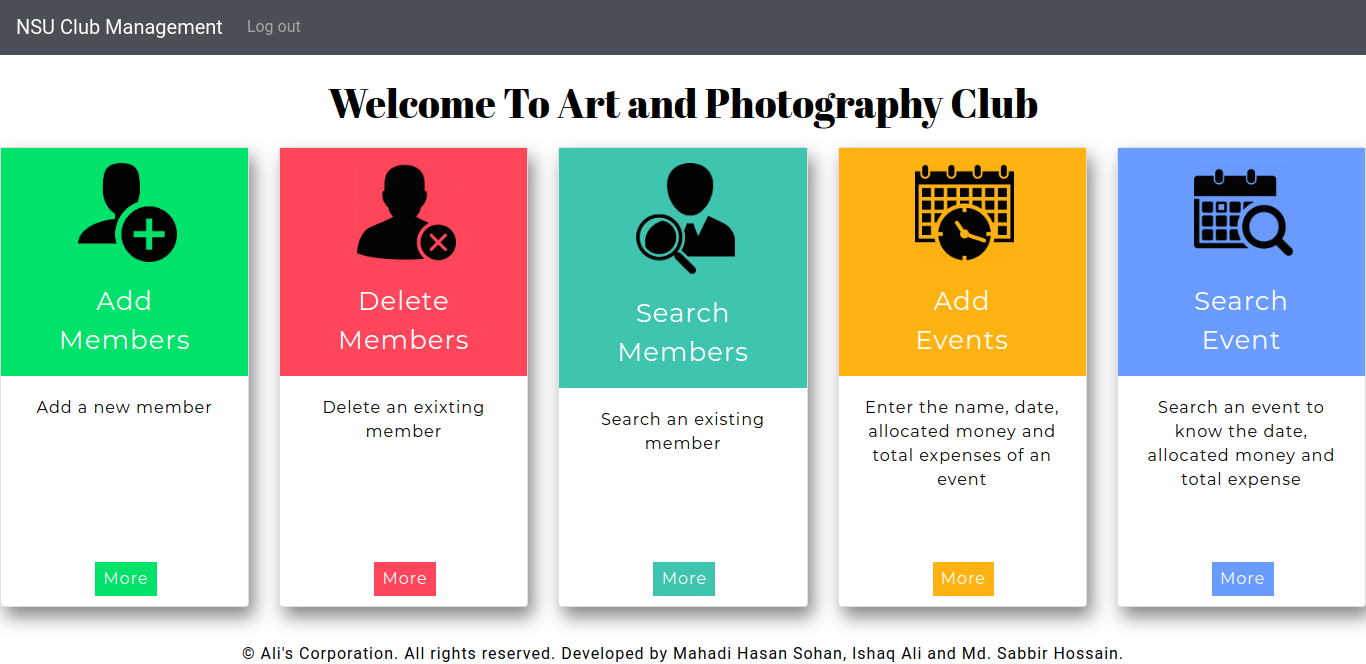 NSU Club Management Log out
Welcome To Art and Photography Club
Add
Members
Add a new member
More
Delete
Members
Delete an exixting
member
More
Search
Members
Search an existing
member
More
Add
Events
Enter the name, date,
allocated money and
total expenses of an
event
More
Search
Event
Search an event to
know the date,
allocated money and
total expense
More
© Ali's Corporation. All rights reserved. Developed by Mahadi Hasan Sohan, Ishaq Ali and Md. Sabbir Hossain.